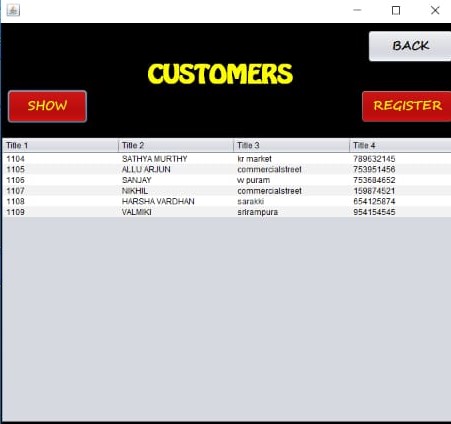 BACK
CUSTOMERS
SHOW REGISTER
Title 1 Title 2 Title 3 Title 4
1104 SATHYA MURTHY kr market 789632145
1105 ALLU ARJUN commercialstreet 753951456
1106 SANJAY w puram 753684652
1107 NIKHIL commercialstreet 159874521
1108 HARSHA VARDHAN sarakki 654125874
1109 VALMIKI srirampura 954154545